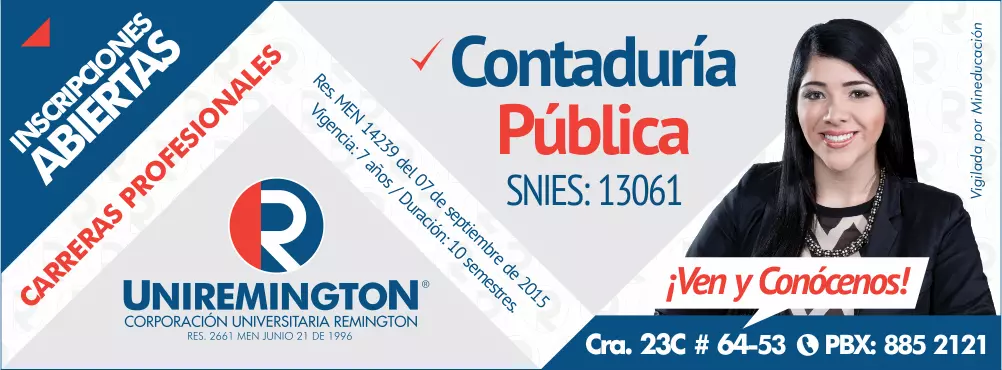 INSCRIPCIONES
ABIERTAS
CARRERAS PROFESIONALES
R
UNIREMINGTON®
CORPORACIÓN UNIVERSITARIA REMINGTON
RES. 2661 MEN JUNIO 21 DE 1996
Res. MEN 14239 del 07 de septiembre de 2015
Vigencia: 7 años / Duración: 10 semestres.
Contaduría
Pública
SNIES: 13061
Vigilada por Mineducación
¡Ven y Conócenos!
Cra. 23C # 64-53 PBX: 885 2121